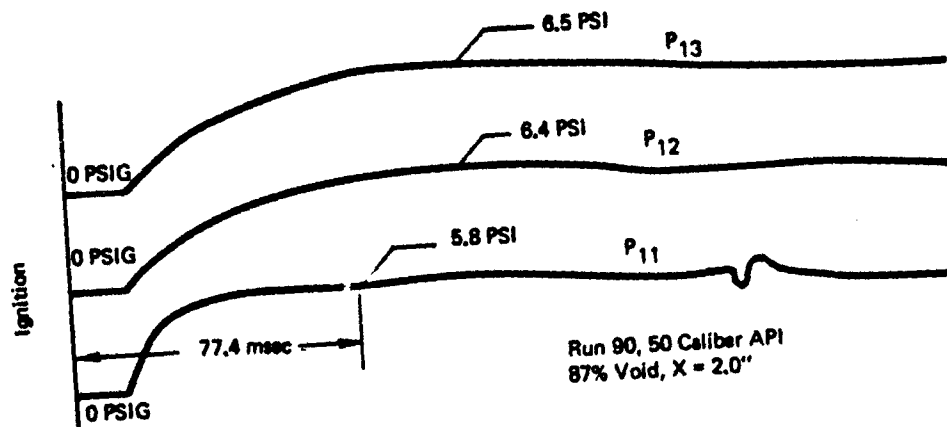 6.5 PSI
P13
0 PSIG
6.4 PSI
P12
0 PSIG
5.8 PSI
P11
Ignition
77.4 msec
Run 90, 50 Caliber API
87% Void, X = 2.0"
0 PSIG